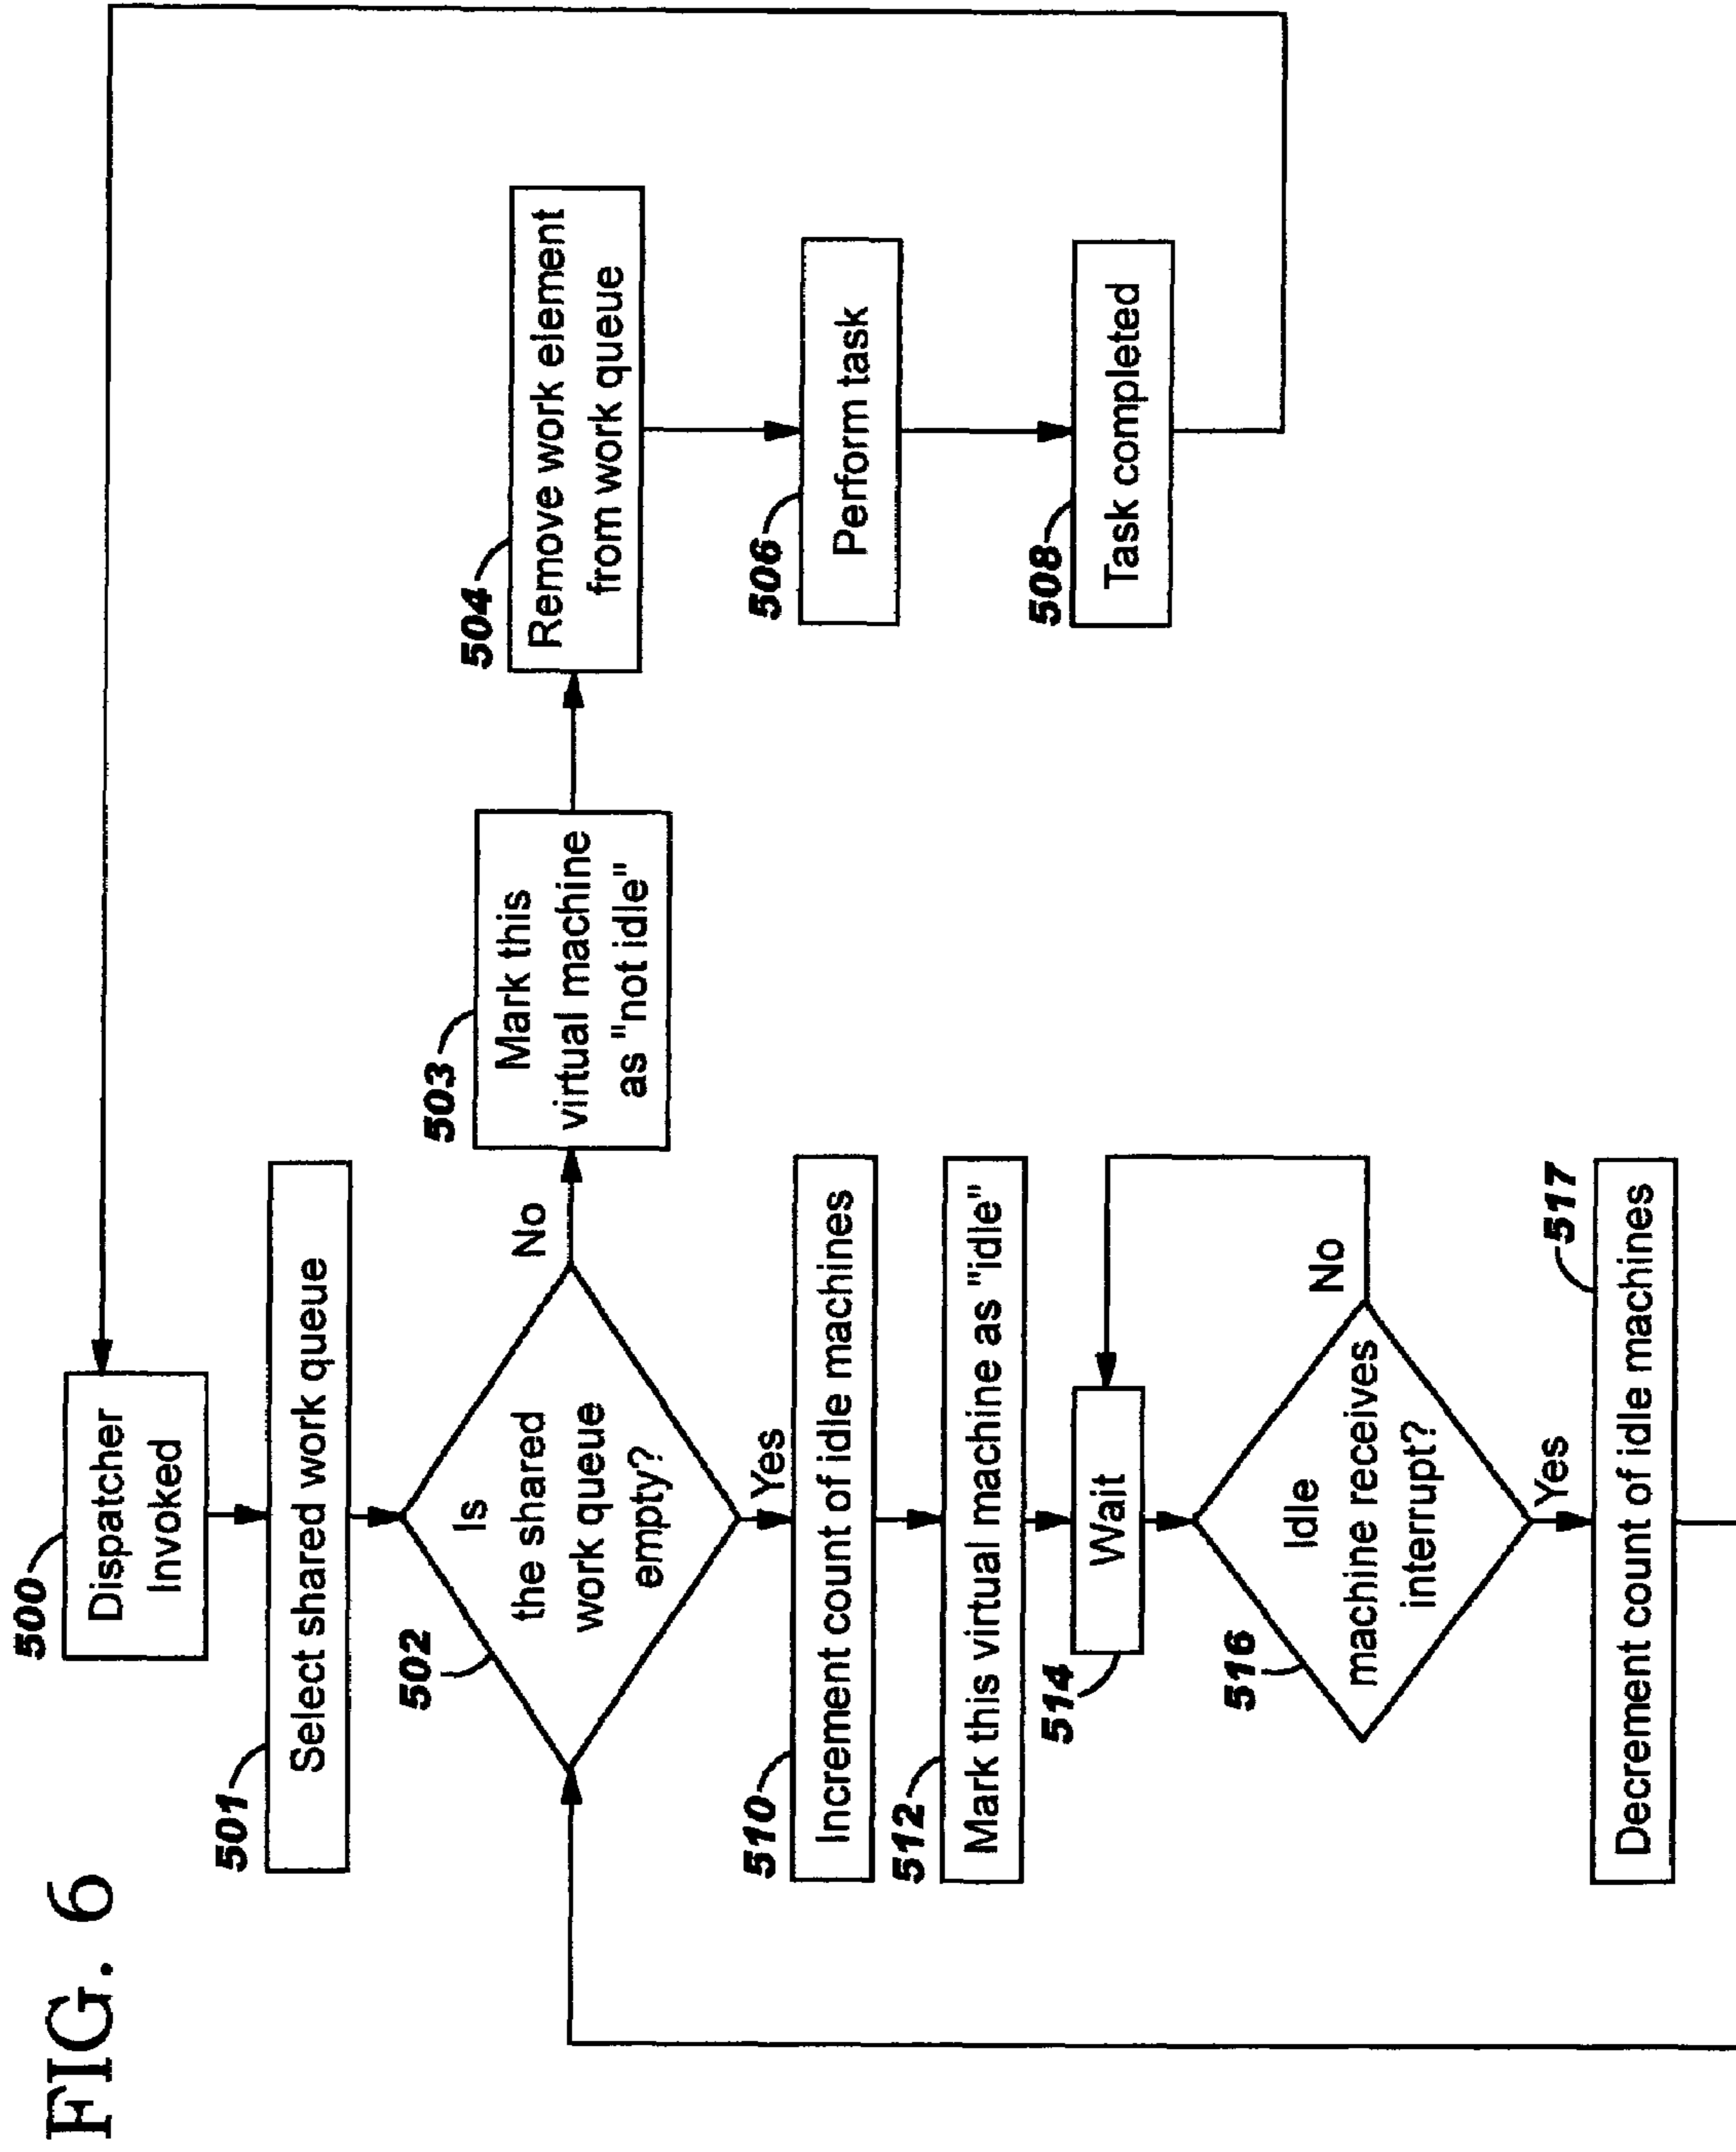 FIG. 6
500
Dispatcher
Invoked
501
Select shared work queue
502
Is
the shared
work queue
empty?
No
503
Mark this
virtual machine
as "not idle"
504
Remove work element
from work queue
506
Perform task
508
Task completed
Yes
510
Increment count of idle machines
512
Mark this virtual machine as "idle"
514
Wait
516
Idle
machine receives
interrupt?
No
Yes
517
Decrement count of idle machines